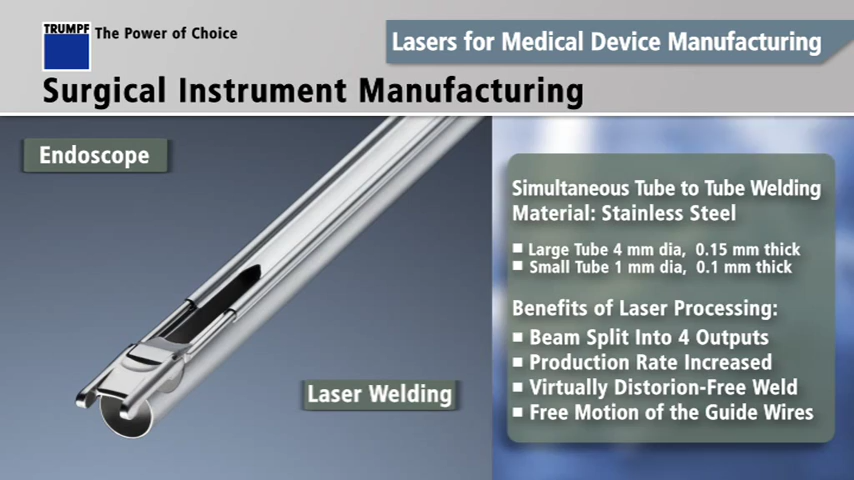 TRUMPF
The Power of Choice
Lasers for Medical Device Manufacturing
Surgical Instrument Manufacturing
Endoscope
Laser Welding
Simultaneous Tube to Tube Welding
Material: Stainless Steel
Large Tube 4 mm dia, 0.15 mm thick
Small Tube 1 mm dia, 0.1 mm thick
Benefits of Laser Processing:
Beam Split Into 4 Outputs
Production Rate Increased
Virtually Distorion-Free Weld
Free Motion of the Guide Wires